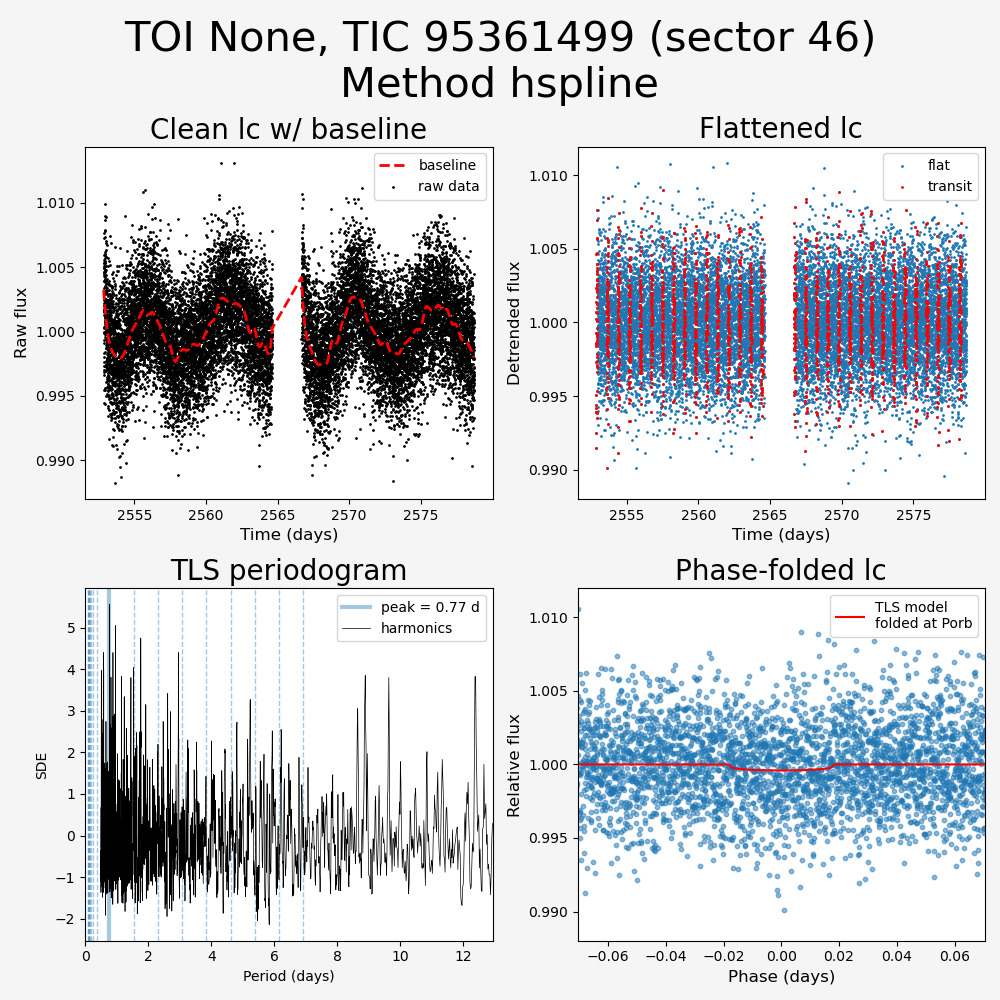 TOI None, TIC 95361499 (sector 46)
Method hspline
Clean lc w/ baseline
Raw flux
1.010
1.005
1.000
0.995
0.990
baseline
raw data
2555 2560 2565 2570 2575
Time (days)
Flattened lc
Detrended flux
1.010
1.005
1.000
0.995
0.990
flat
transit
2555 2560 2565 2570 2575
Time (days)
TLS periodogram
SDE
5
4
3
2
1
0
−1
−2
peak = 0.77 d
harmonics
0 2 4 6 8 10 12
Period (days)
Phase-folded lc
Relative flux
1.010
1.005
1.000
0.995
0.990
TLS model
folded at Porb
−0.06 −0.04 −0.02 0.00 0.02 0.04 0.06
Phase (days)